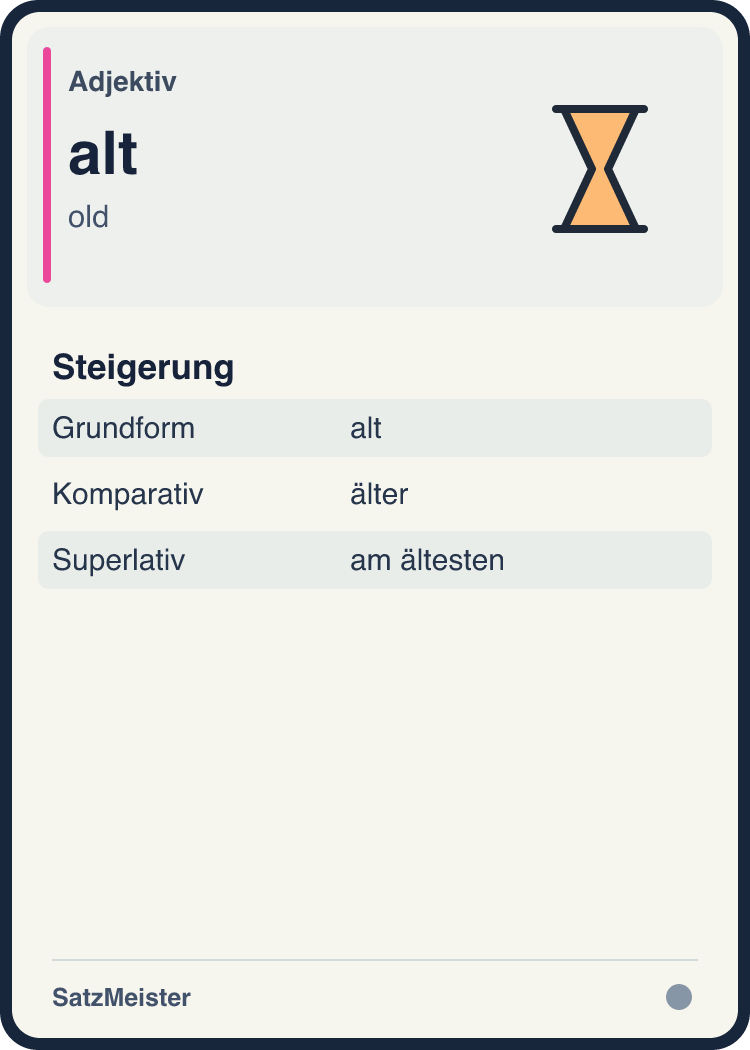 Adjektiv
alt
old
Steigerung
Grundform alt
Komparativ älter
Superlativ am ältesten
SatzMeister